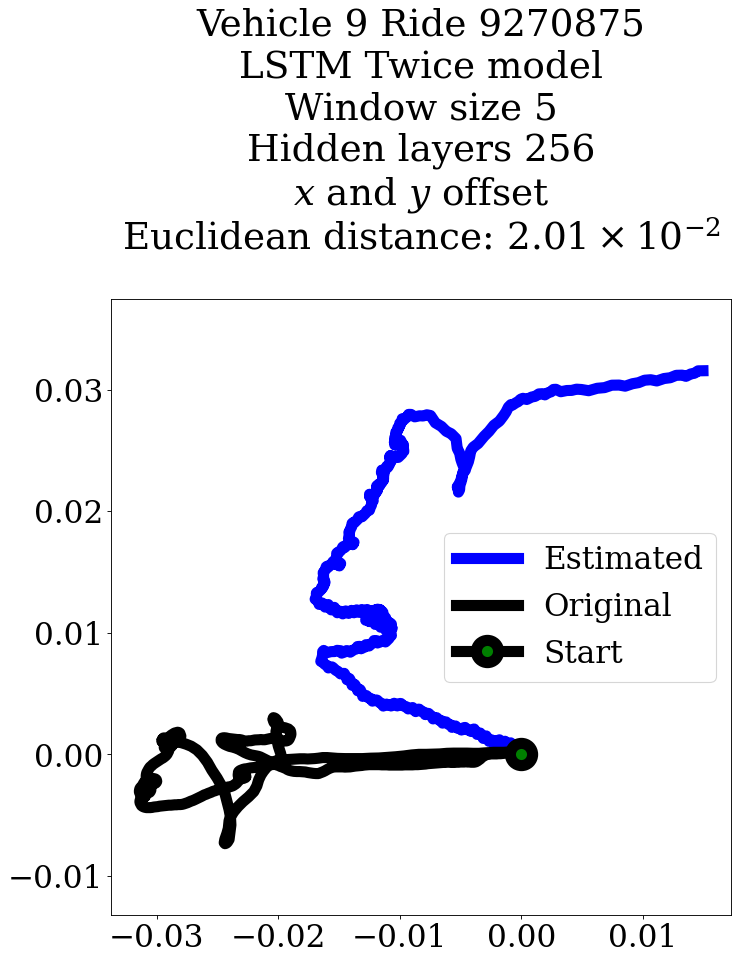 Vehicle 9 Ride 9270875
LSTM Twice model
Window size 5
Hidden layers 256
x and y offset
Euclidean distance: 2.01 × 10⁻²
0.03
0.02
Estimated
Original
0.01
Start
0.00
−0.01
−0.03 −0.02 −0.01 0.00 0.01